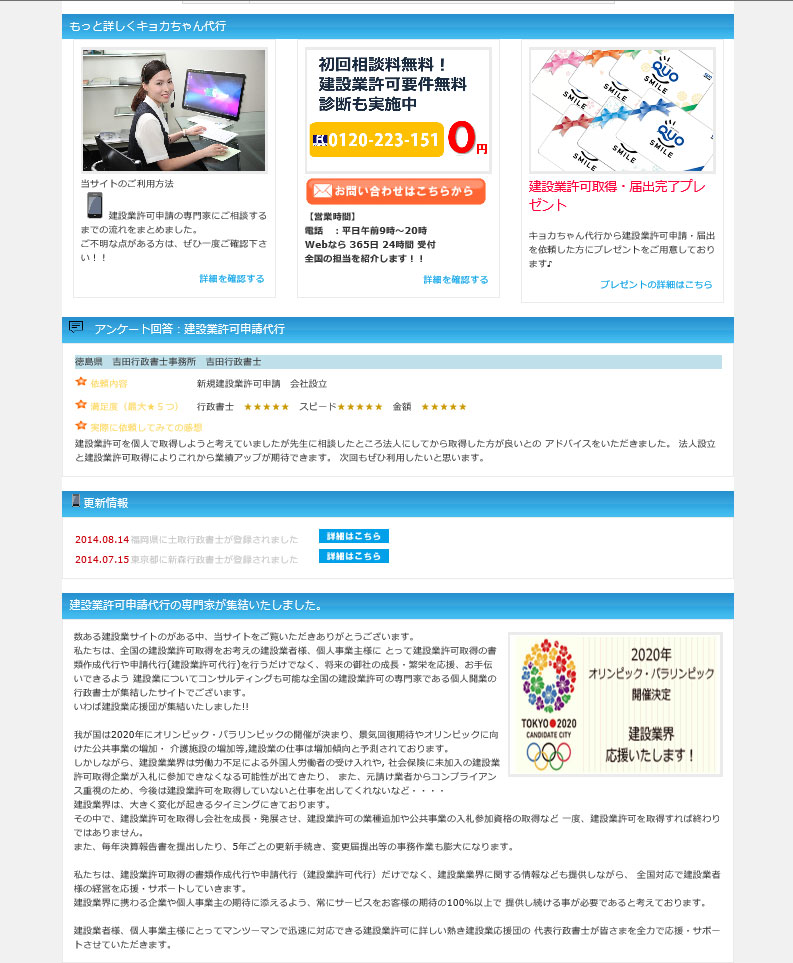 もっと詳しくキョカちゃん代行
当サイトのご利用方法
建設業許可申請の専門家にご相談する
までの流れをまとめました。
ご不明な点がある方は、ぜひ一度ご確認下さ
い！！
詳細を確認する
初回相談料無料！
建設業許可要件無料
診断も実施中
0120-223-151 0円
お問い合わせはこちらから
【営業時間】
電話　：平日午前9時～20時
Webなら 365日 24時間 受付
全国の担当を紹介します！！
詳細を確認する
QUO
SMILE
QUO
SMILE
SMILE
QUO
SMILE
SMILE
建設業許可取得・届出完了プレ
ゼント
キョカちゃん代行から建設業許可申請・届出
を依頼した方にプレゼントをご用意しており
ます♪
プレゼントの詳細はこちら
アンケート回答：建設業許可申請代行
徳島県　吉田行政書士事務所　吉田行政書士
依頼内容 新規建設業許可申請　会社設立
満足度（最大★５つ） 行政書士　★★★★★　スピード★★★★★　金額　★★★★★
実際に依頼してみての感想
建設業許可を個人で取得しようと考えていましたが先生に相談したところ法人にしてから取得した方が良いとの アドバイスをいただきました。 法人設立
と建設業許可取得によりこれから業績アップが期待できます。 次回もぜひ利用したいと思います。
更新情報
2014.08.14 福岡県に土取行政書士が登録されました 詳細はこちら
2014.07.15 東京都に新森行政書士が登録されました 詳細はこちら
建設業許可申請代行の専門家が集結いたしました。
数ある建設業サイトのがある中、当サイトをご覧いただきありがとうございます。
私たちは、全国の建設業許可取得をお考えの建設業者様、個人事業主様に とって建設業許可取得の書
類作成代行や申請代行(建設業許可代行)を行うだけでなく、将来の御社の成長・繁栄を応援、お手伝
いできるよう 建設業についてコンサルティングも可能な全国の建設業許可の専門家である個人開業の
行政書士が集結したサイトでございます。
いわば建設業応援団が集結いたしました!!
我が国は2020年にオリンピック・パラリンピックの開催が決まり、景気回復期待やオリンピックに向
けた公共事業の増加・ 介護施設の増加等,建設業の仕事は増加傾向と予測されております。
しかしながら、建設業業界は労働力不足による外国人労働者の受け入れや, 社会保険に未加入の建設業
許可取得企業が入札に参加できなくなる可能性が出てきたり、 また、元請け業者からコンプライアン
ス重視のため、今後は建設業許可を取得していないと仕事を出してくれないなど・・・・
建設業界は、大きく変化が起きるタイミングにきております。
その中で、建設業許可を取得し会社を成長・発展させ、建設業許可の業種追加や公共事業の入札参加資格の取得など 一度、建設業許可を取得すれば終わり
ではありません。
また、毎年決算報告書を提出したり、5年ごとの更新手続き、変更届提出等の事務作業も膨大になります。
私たちは、建設業許可取得の書類作成代行や申請代行（建設業許可代行）だけでなく、建設業業界に関する情報なども提供しながら、 全国対応で建設業者
様の経営を応援・サポートしていきます。
建設業界に携わる企業や個人事業主の期待に添えるよう、常にサービスをお客様の期待の100%以上で 提供し続ける事が必要であると考えております。
建設業者様、個人事業主様にとってマンツーマンで迅速に対応できる建設業許可に詳しい熱き建設業応援団の 代表行政書士が皆さまを全力で応援・サポー
トさせていただきます。
TOKYO●2020
CANDIDATE CITY
2020年
オリンピック・パラリンピック
開催決定
建設業界
応援いたします！